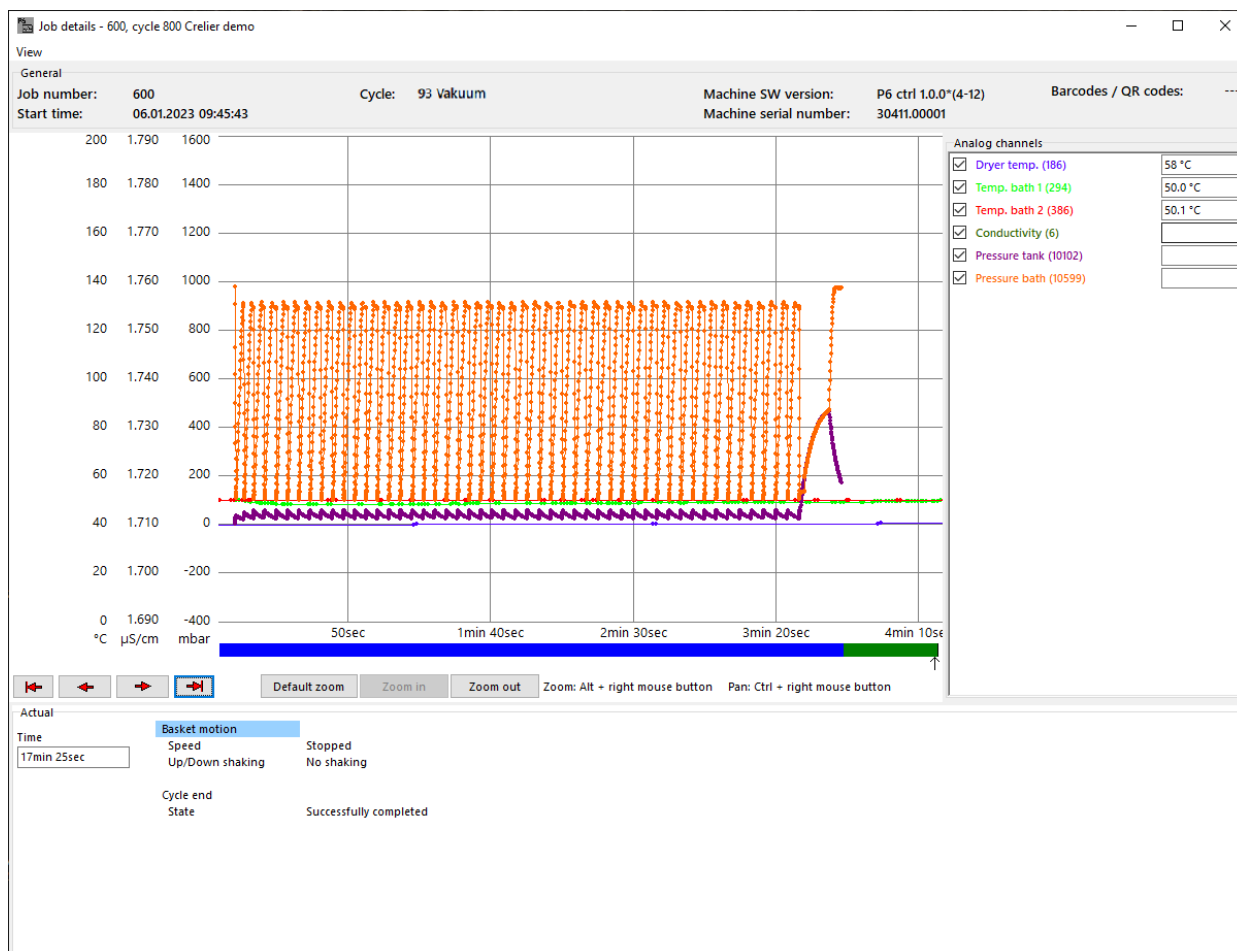 Job details - 600, cycle 800 Crelier demo
View
General
Job number: 600 Cycle: 93 Vakuum Machine SW version: P6 ctrl 1.0.0*(4-12) Barcodes / QR codes: ---
Start time: 06.01.2023 09:45:43 Machine serial number: 30411.00001
200 1.790 1600
180 1.780 1400
160 1.770 1200
140 1.760 1000
120 1.750 800
100 1.740 600
80 1.730 400
60 1.720 200
40 1.710 0
20 1.700 -200
0 1.690 -400
°C µS/cm mbar
50sec 1min 40sec 2min 30sec 3min 20sec 4min 10se
Analog channels
Dryer temp. (186) 58 °C
Temp. bath 1 (294) 50.0 °C
Temp. bath 2 (386) 50.1 °C
Conductivity (6)
Pressure tank (10102)
Pressure bath (10599)
Default zoom Zoom in Zoom out Zoom: Alt + right mouse button Pan: Ctrl + right mouse button
Actual
Time
17min 25sec
Basket motion
Speed Stopped
Up/Down shaking No shaking
Cycle end
State Successfully completed